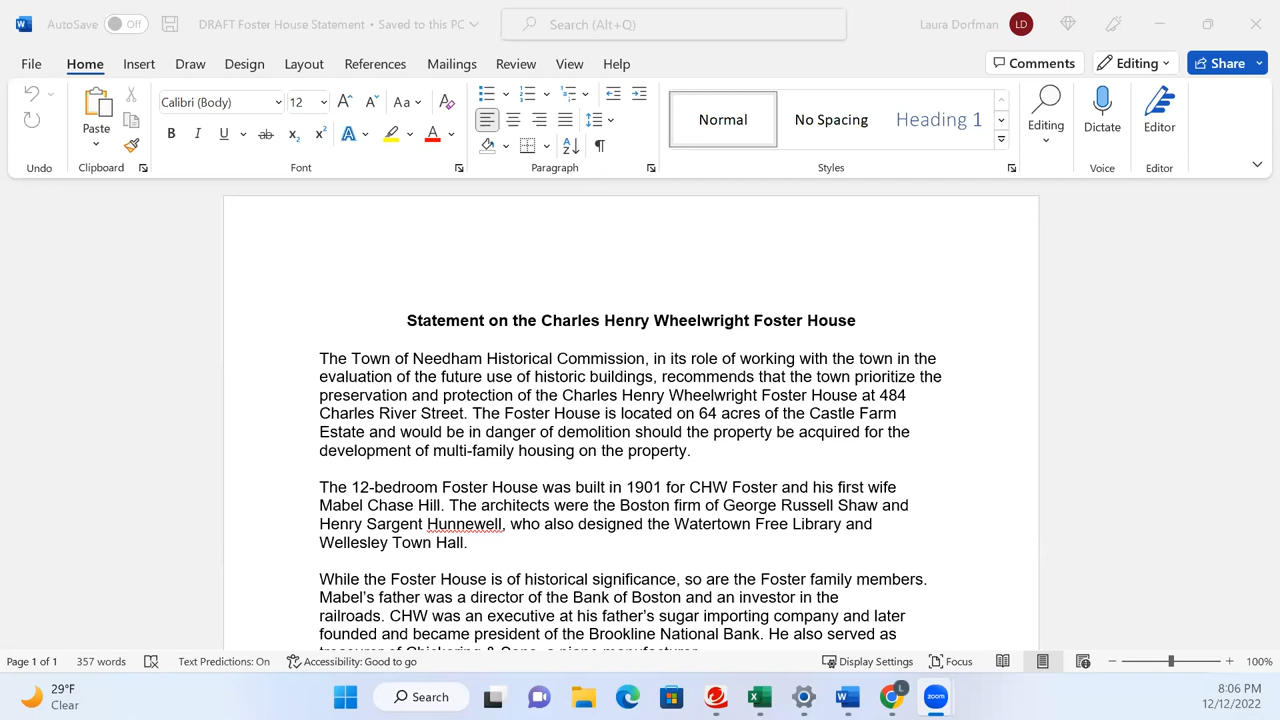 AutoSave Off DRAFT Foster House Statement • Saved to this PC Search (Alt+Q) Laura Dorfman LD
File Home Insert Draw Design Layout References Mailings Review View Help Comments Editing Share
Calibri (Body) 12 Aa
Paste B I U ab x₂ x² A A Normal No Spacing Heading 1 Editing Dictate Editor
Undo Clipboard Font Paragraph Styles Voice Editor
Statement on the Charles Henry Wheelwright Foster House
The Town of Needham Historical Commission, in its role of working with the town in the
evaluation of the future use of historic buildings, recommends that the town prioritize the
preservation and protection of the Charles Henry Wheelwright Foster House at 484
Charles River Street. The Foster House is located on 64 acres of the Castle Farm
Estate and would be in danger of demolition should the property be acquired for the
development of multi-family housing on the property.
The 12-bedroom Foster House was built in 1901 for CHW Foster and his first wife
Mabel Chase Hill. The architects were the Boston firm of George Russell Shaw and
Henry Sargent Hunnewell, who also designed the Watertown Free Library and
Wellesley Town Hall.
While the Foster House is of historical significance, so are the Foster family members.
Mabel's father was a director of the Bank of Boston and an investor in the
railroads. CHW was an executive at his father's sugar importing company and later
founded and became president of the Brookline National Bank. He also served as
Page 1 of 1 357 words Text Predictions: On Accessibility: Good to go Display Settings Focus 100%
29°F
Clear
Search
L
zoom
8:06 PM
12/12/2022